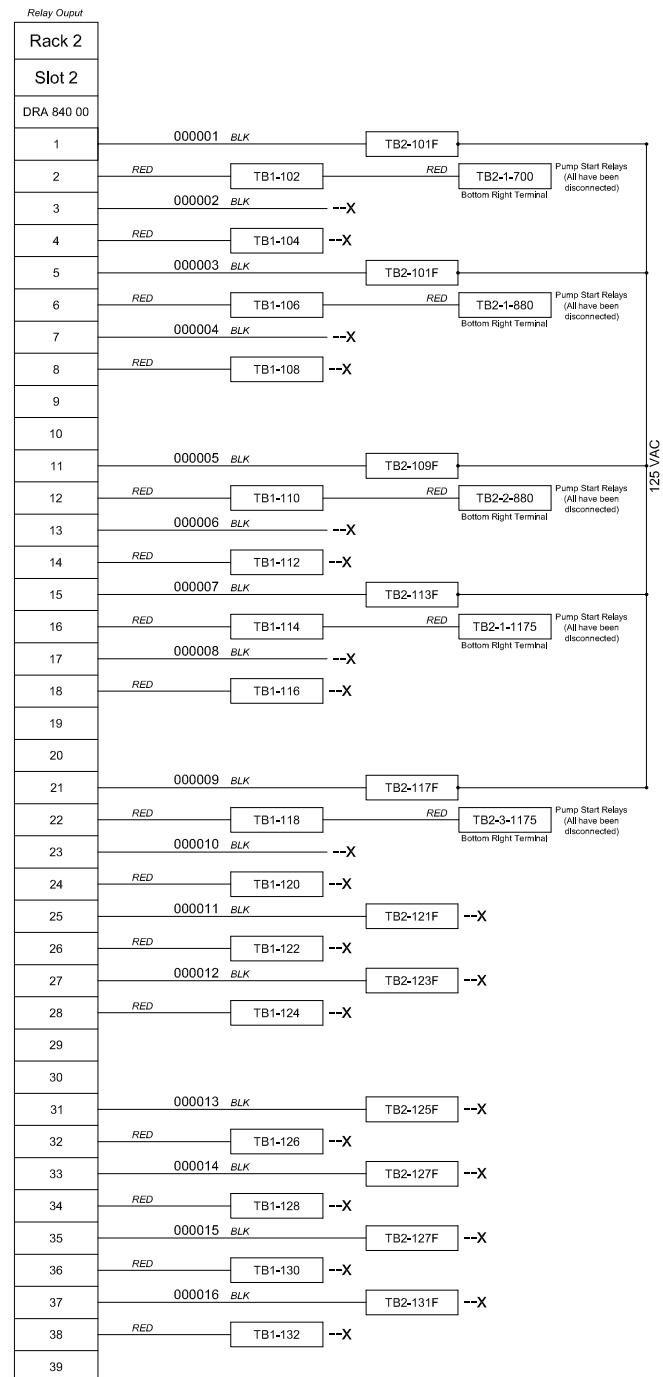 Relay Ouput
Rack 2
Slot 2
DRA 840 00
1 000001 BLK TB2-101F
2 RED TB1-102 RED TB2-1-700 Pump Start Relays
(All have been
disconnected)
Bottom Right Terminal
3 000002 BLK --X
4 RED TB1-104 --X
5 000003 BLK TB2-101F
6 RED TB1-106 RED TB2-1-880 Pump Start Relays
(All have been
disconnected)
Bottom Right Terminal
7 000004 BLK --X
8 RED TB1-108 --X
9
10
125 VAC
11 000005 BLK TB2-109F
12 RED TB1-110 RED TB2-2-880 Pump Start Relays
(All have been
disconnected)
Bottom Right Terminal
13 000006 BLK --X
14 RED TB1-112 --X
15 000007 BLK TB2-113F
16 RED TB1-114 RED TB2-1-1175 Pump Start Relays
(All have been
disconnected)
Bottom Right Terminal
17 000008 BLK --X
18 RED TB1-116 --X
19
20
21 000009 BLK TB2-117F
22 RED TB1-118 RED TB2-3-1175 Pump Start Relays
(All have been
disconnected)
Bottom Right Terminal
23 000010 BLK --X
24 RED TB1-120 --X
25 000011 BLK TB2-121F --X
26 RED TB1-122 --X
27 000012 BLK TB2-123F --X
28 RED TB1-124 --X
29
30
31 000013 BLK TB2-125F --X
32 RED TB1-126 --X
33 000014 BLK TB2-127F --X
34 RED TB1-128 --X
35 000015 BLK TB2-127F --X
36 RED TB1-130 --X
37 000016 BLK TB2-131F --X
38 RED TB1-132 --X
39